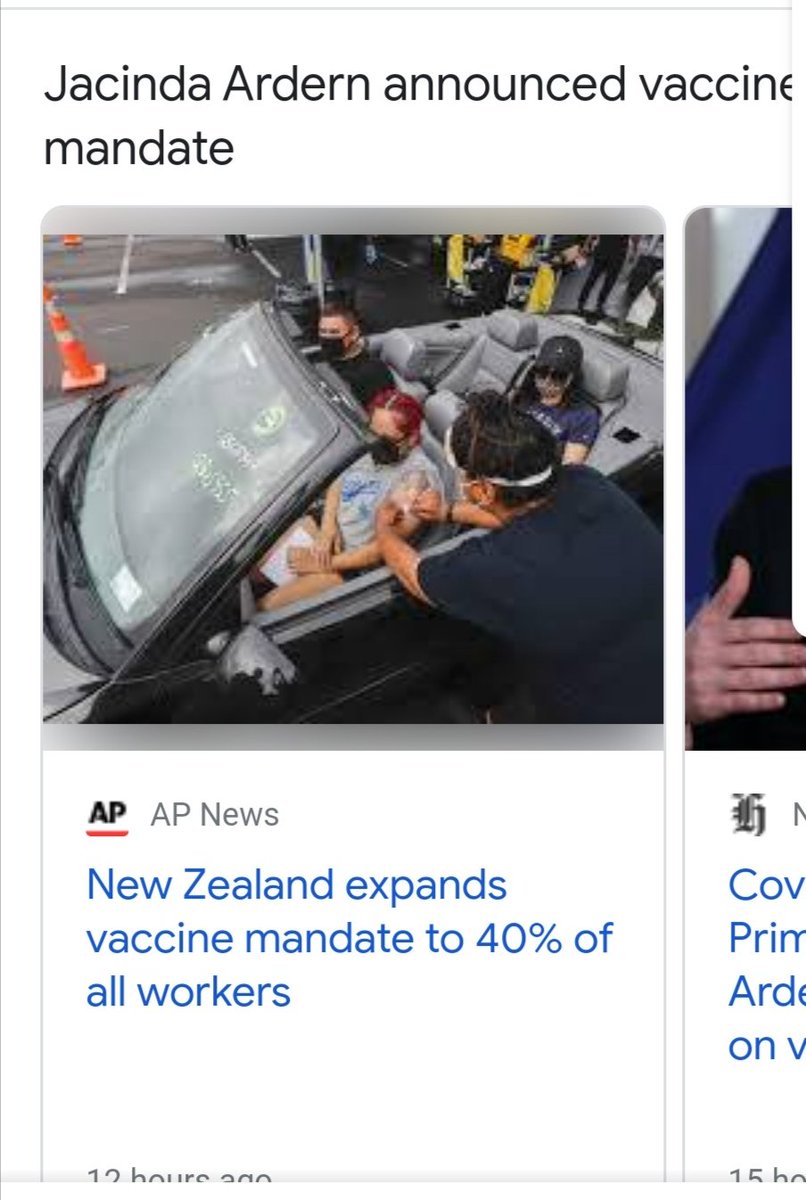 Jacinda Ardern announced vaccine
mandate
AP AP News
New Zealand expands
vaccine mandate to 40% of
all workers
12 hours ago
N
Cov
Prim
Arde
on v
15 ho